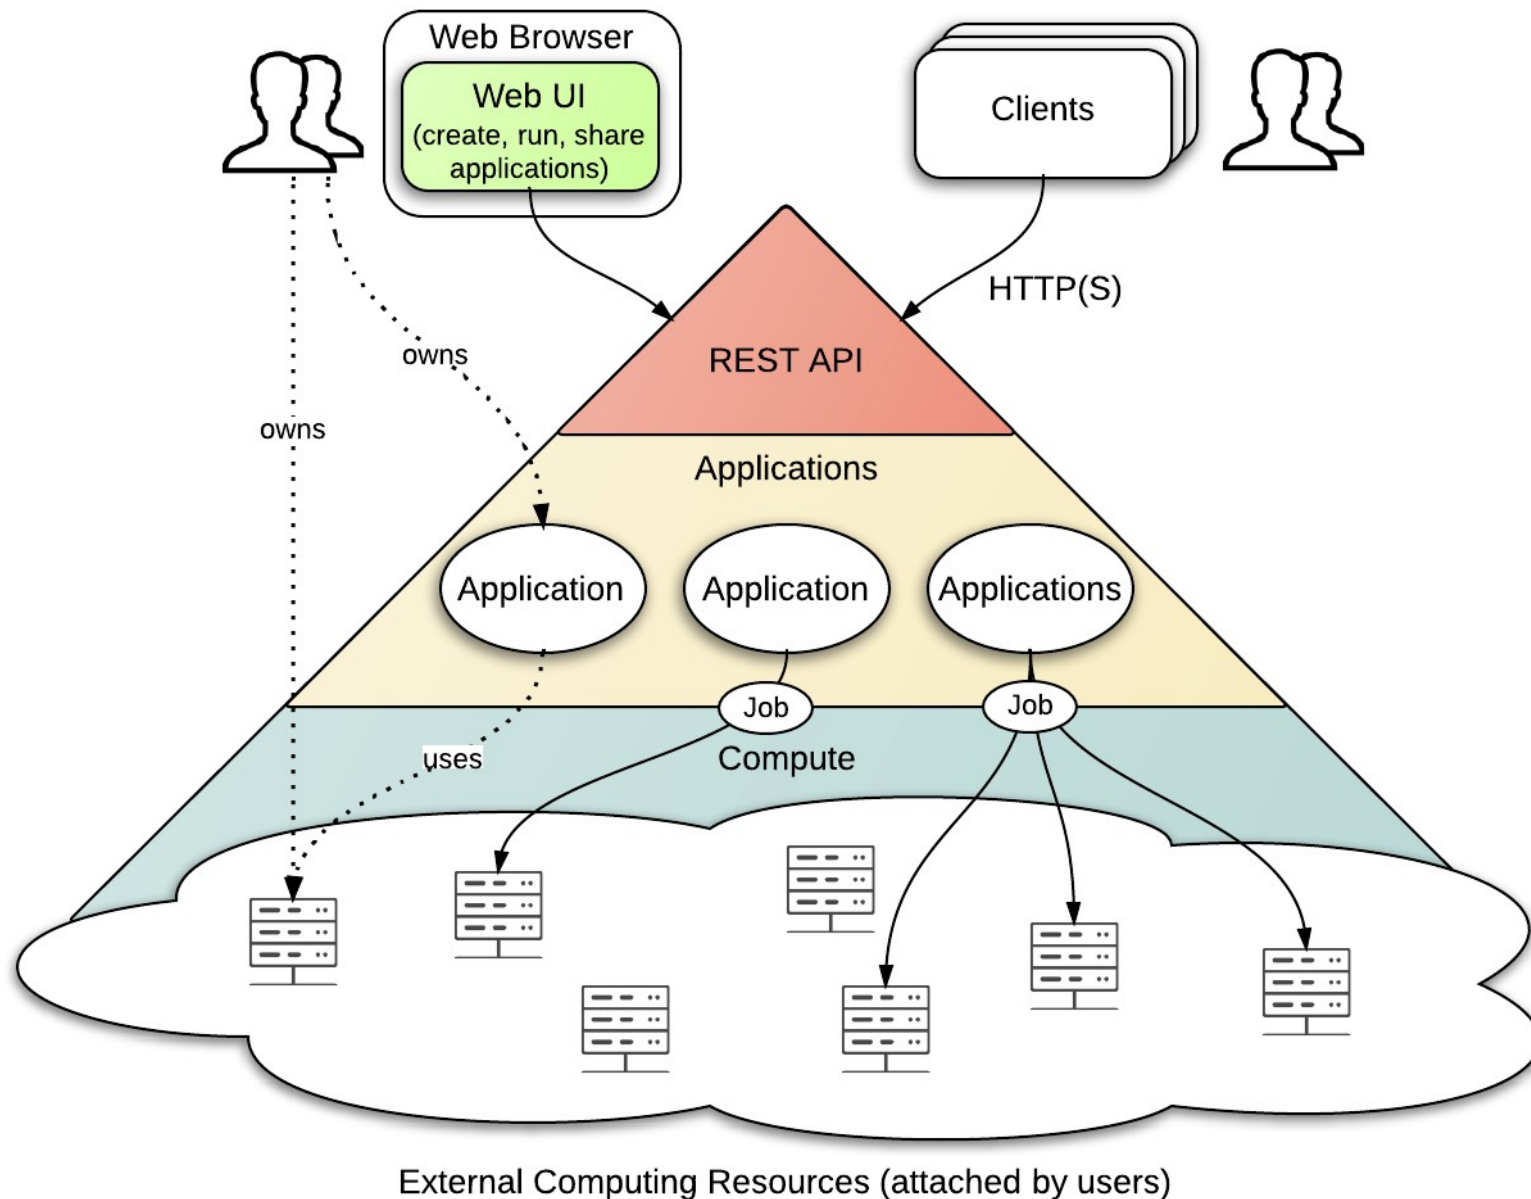 Web Browser
Web UI
(create, run, share
applications)
Clients
HTTP(S)
REST API
owns
owns
Applications
Application
Application
Applications
Job
Job
uses
Compute
External Computing Resources (attached by users)